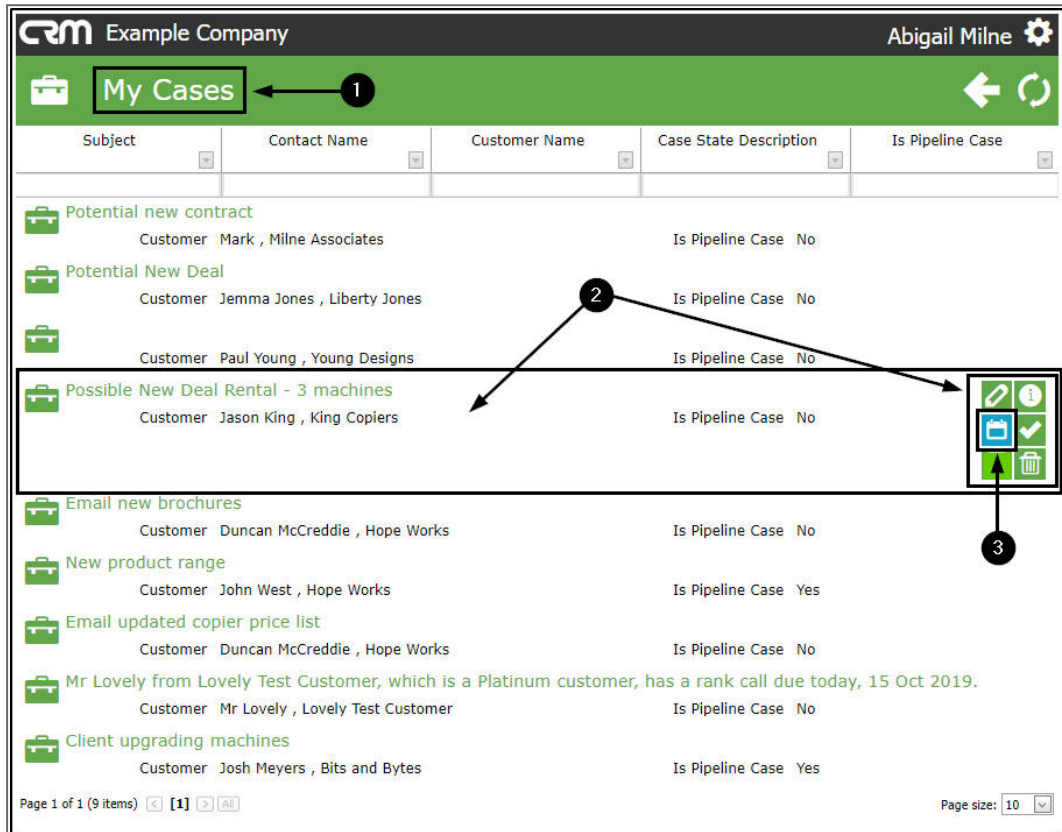 CRM Example Company Abigail Milne
My Cases 1
Subject Contact Name Customer Name Case State Description Is Pipeline Case
Potential new contract
Customer Mark , Milne Associates Is Pipeline Case No
Potential New Deal
Customer Jemma Jones , Liberty Jones Is Pipeline Case No
2
Customer Paul Young , Young Designs Is Pipeline Case No
Possible New Deal Rental - 3 machines
Customer Jason King , King Copiers Is Pipeline Case No
Email new brochures
Customer Duncan McCreddie , Hope Works Is Pipeline Case No
3
New product range
Customer John West , Hope Works Is Pipeline Case Yes
Email updated copier price list
Customer Duncan McCreddie , Hope Works Is Pipeline Case No
Mr Lovely from Lovely Test Customer, which is a Platinum customer, has a rank call due today, 15 Oct 2019.
Customer Mr Lovely , Lovely Test Customer Is Pipeline Case No
Client upgrading machines
Customer Josh Meyers , Bits and Bytes Is Pipeline Case Yes
Page 1 of 1 (9 items) < [1] > All Page size: 10